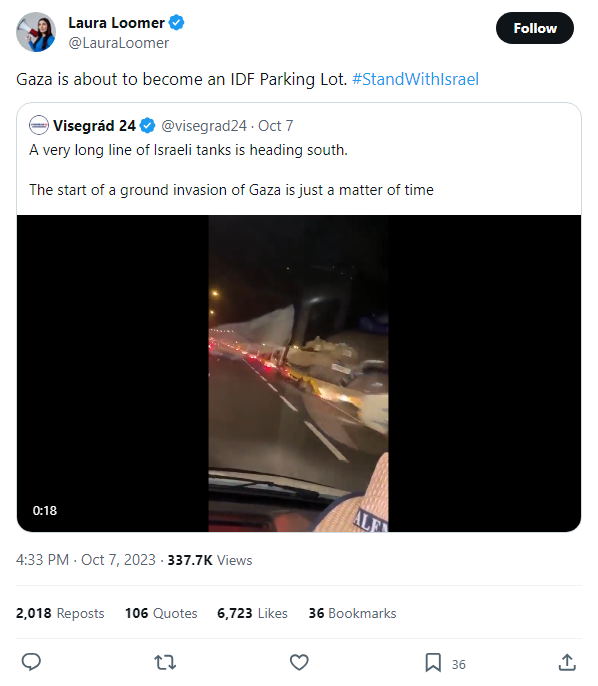 Laura Loomer
Follow
@LauraLoomer
Gaza is about to become an IDF Parking Lot. #StandWithIsrael
Visegrád 24 @visegrad24 · Oct 7
A very long line of Israeli tanks is heading south.
The start of a ground invasion of Gaza is just a matter of time
0:18
4:33 PM · Oct 7, 2023 · 337.7K Views
2,018 Reposts 106 Quotes 6,723 Likes 36 Bookmarks
36